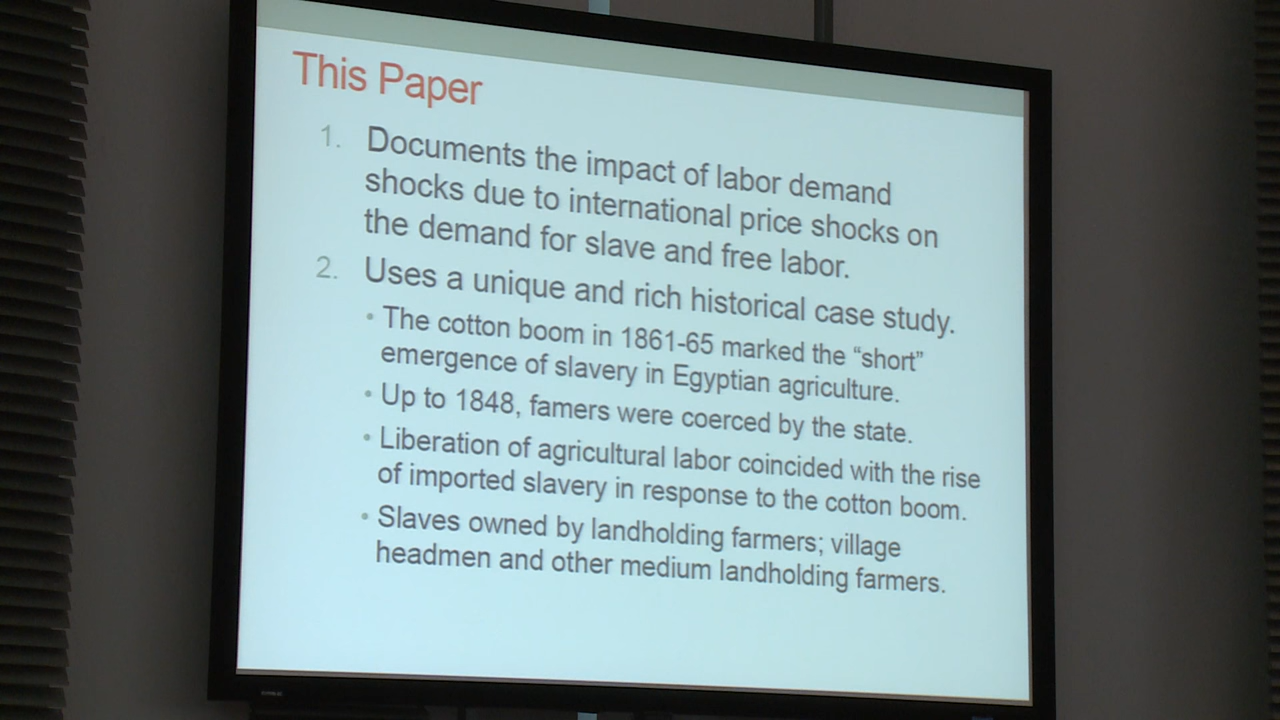 This Paper
1. Documents the impact of labor demand
shocks due to international price shocks on
the demand for slave and free labor.
2. Uses a unique and rich historical case study.
• The cotton boom in 1861-65 marked the “short”
emergence of slavery in Egyptian agriculture.
• Up to 1848, famers were coerced by the state.
• Liberation of agricultural labor coincided with the rise
of imported slavery in response to the cotton boom.
• Slaves owned by landholding farmers; village
headmen and other medium landholding farmers.